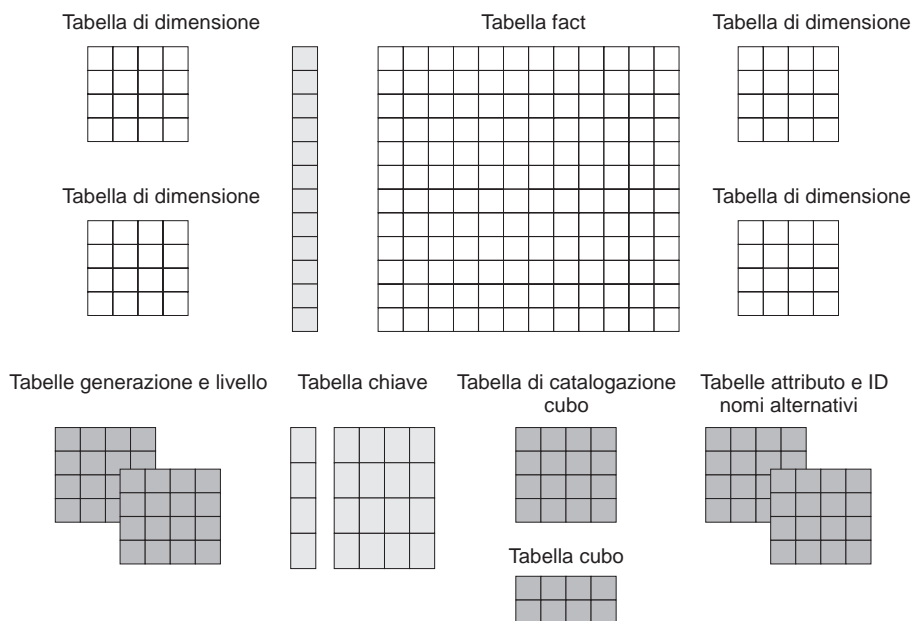 Tabella di dimensione
Tabella fact
Tabella di dimensione
Tabella di dimensione
Tabella di dimensione
Tabelle generazione e livello
Tabella chiave
Tabella di catalogazione
cubo
Tabelle attributo e ID
nomi alternativi
Tabella cubo